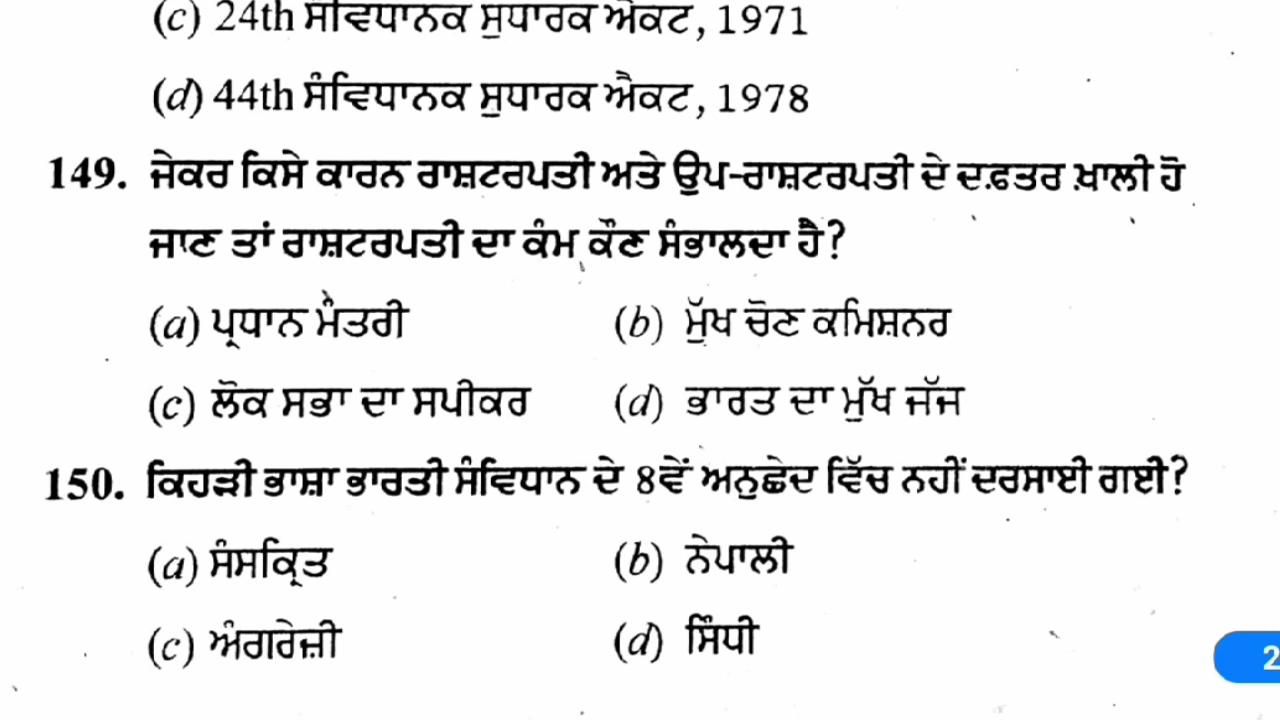 (c) 24th ਸੰਵਿਧਾਨਕ ਸੁਧਾਰਕ ਐਕਟ, 1971
(d) 44th ਸੰਵਿਧਾਨਕ ਸੁਧਾਰਕ ਐਕਟ, 1978
149. ਜੇਕਰ ਕਿਸੇ ਕਾਰਨ ਰਾਸ਼ਟਰਪਤੀ ਅਤੇ ਉਪ-ਰਾਸ਼ਟਰਪਤੀ ਦੇ ਦਫ਼ਤਰ ਖ਼ਾਲੀ ਹੋ
ਜਾਣ ਤਾਂ ਰਾਸ਼ਟਰਪਤੀ ਦਾ ਕੰਮ ਕੌਣ ਸੰਭਾਲਦਾ ਹੈ?
(a) ਪ੍ਰਧਾਨ ਮੰਤਰੀ (b) ਮੁੱਖ ਚੋਣ ਕਮਿਸ਼ਨਰ
(c) ਲੋਕ ਸਭਾ ਦਾ ਸਪੀਕਰ (d) ਭਾਰਤ ਦਾ ਮੁੱਖ ਜੱਜ
150. ਕਿਹੜੀ ਭਾਸ਼ਾ ਭਾਰਤੀ ਸੰਵਿਧਾਨ ਦੇ 8ਵੇਂ ਅਨੁਛੇਦ ਵਿੱਚ ਨਹੀਂ ਦਰਸਾਈ ਗਈ?
(a) ਸੰਸਕ੍ਰਿਤ (b) ਨੇਪਾਲੀ
(c) ਅੰਗਰੇਜ਼ੀ (d) ਸਿੰਧੀ
2